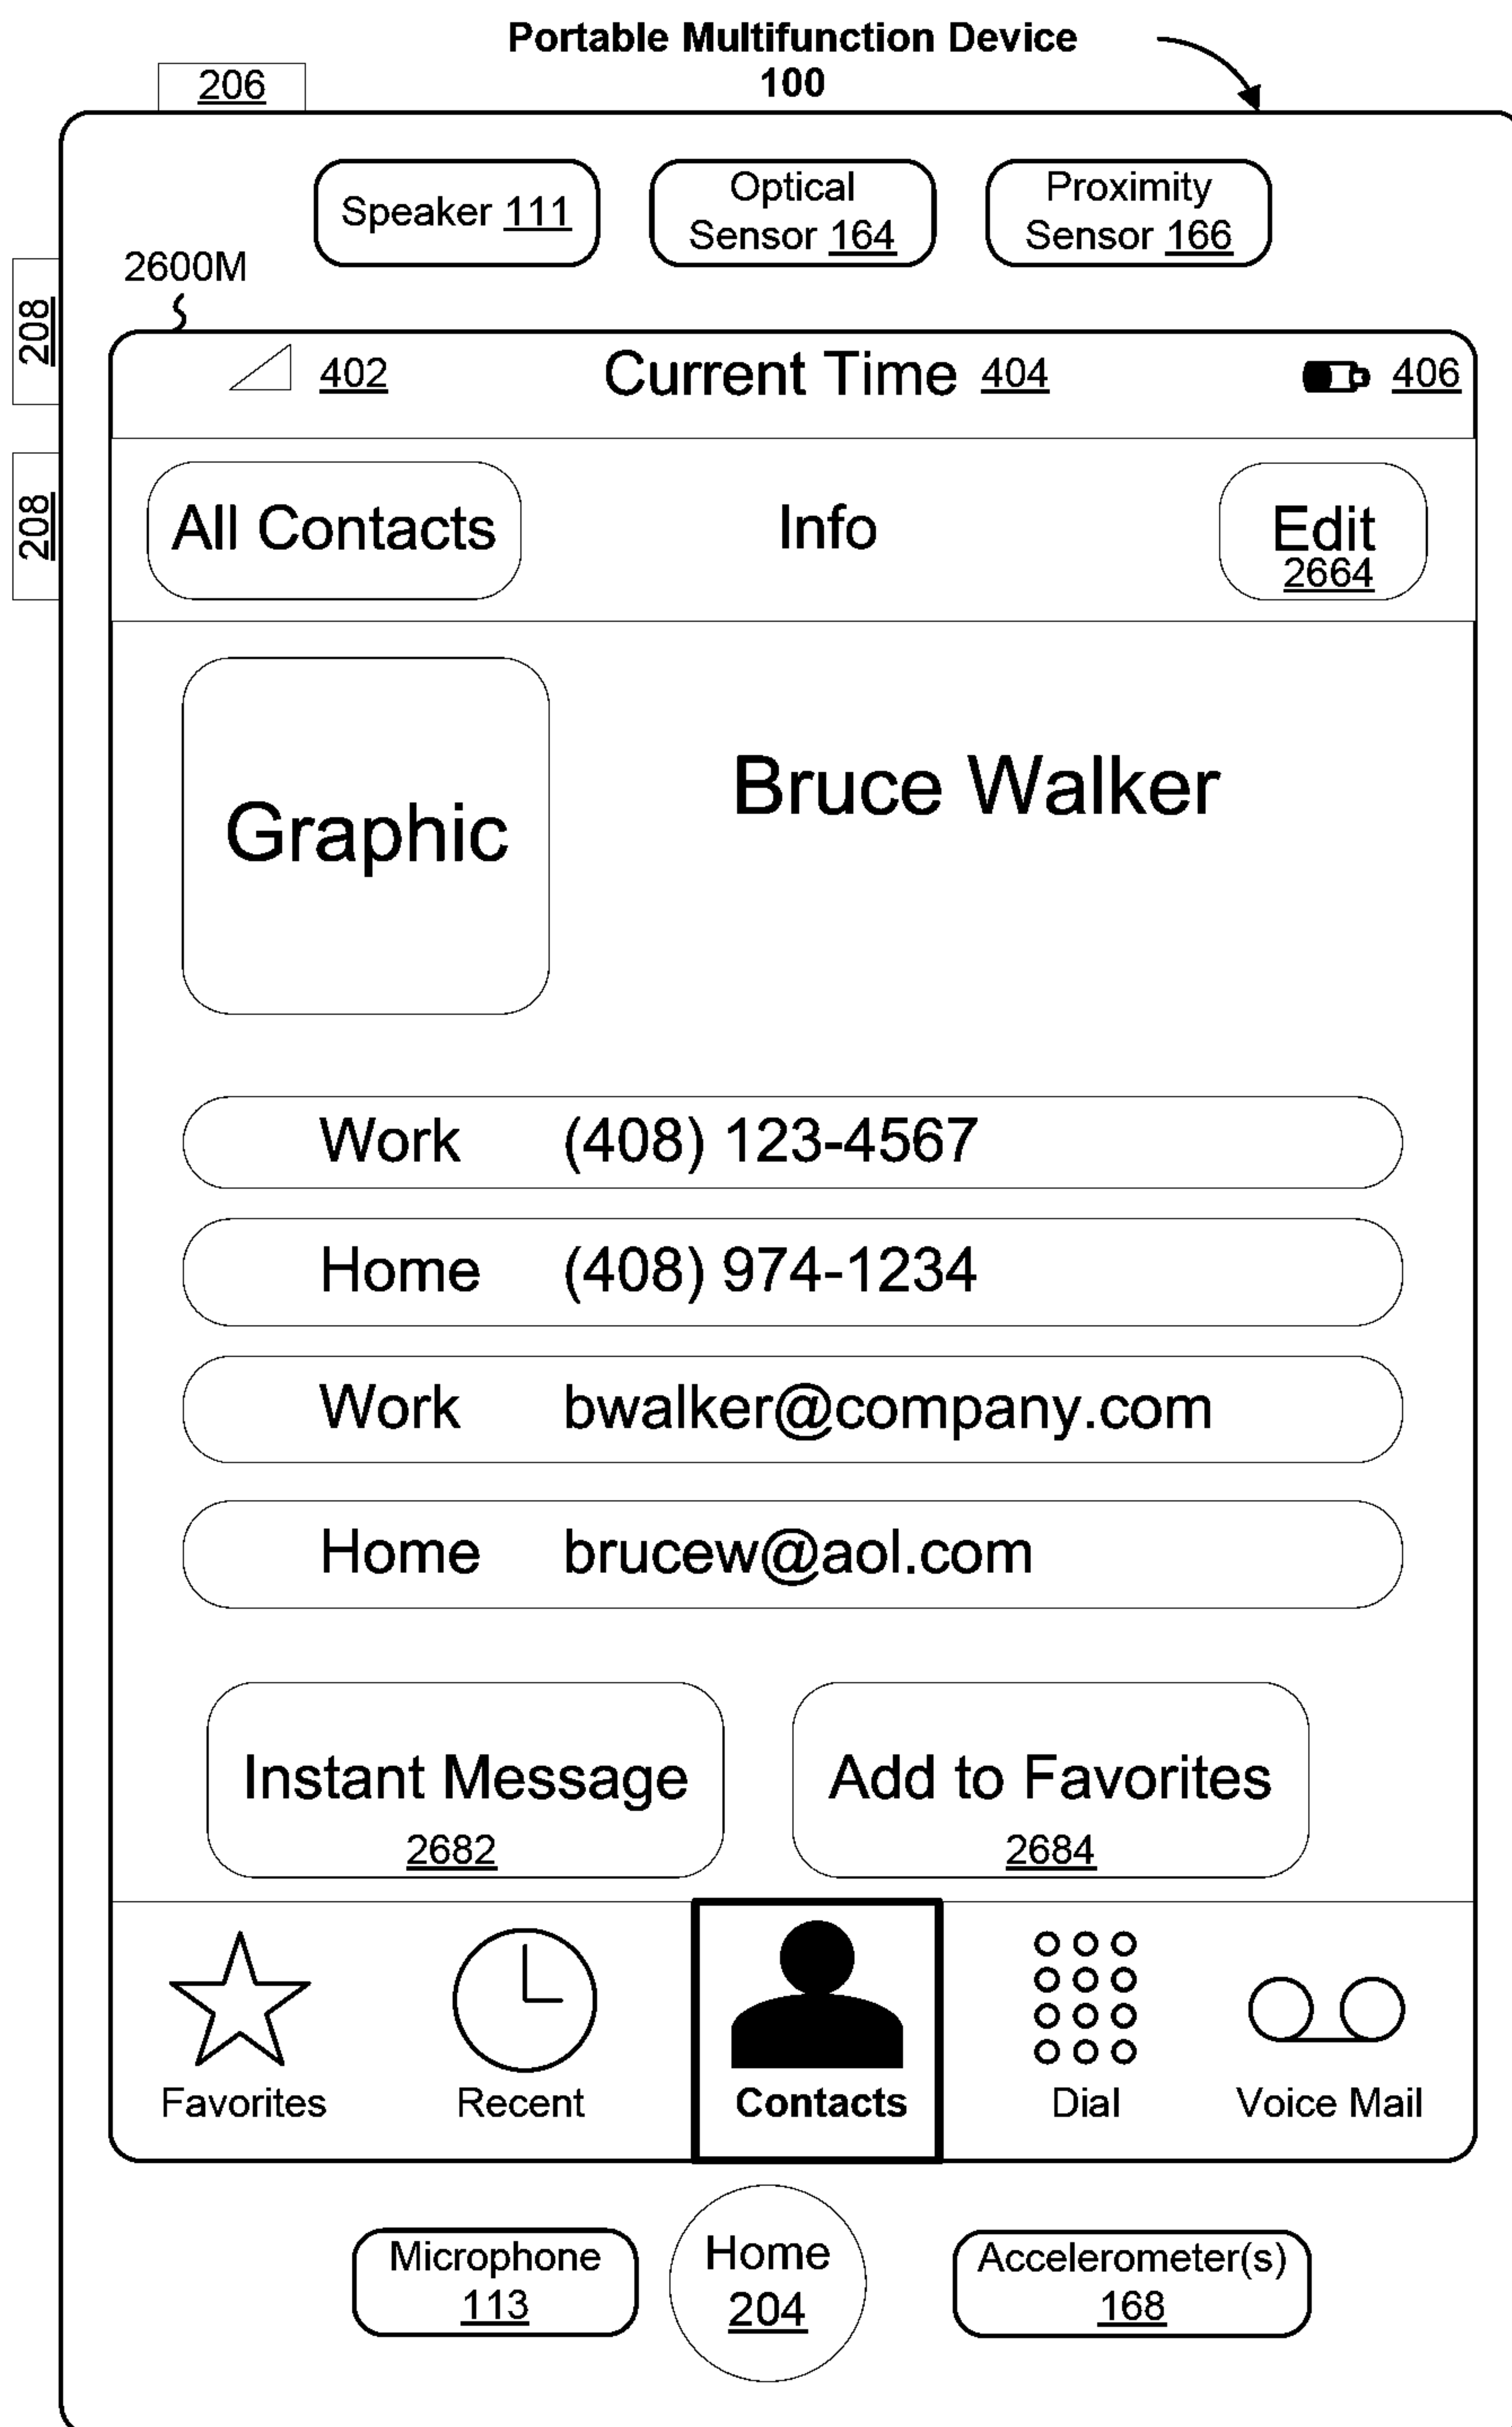 Portable Multifunction Device
100
206
Speaker 111
Optical
Sensor 164
Proximity
Sensor 166
2600M
208
208
402
Current Time 404
406
All Contacts
Info
Edit
2664
Graphic
Bruce Walker
Work (408) 123-4567
Home (408) 974-1234
Work bwalker@company.com
Home brucew@aol.com
Instant Message
2682
Add to Favorites
2684
Favorites
Recent
Contacts
Dial
Voice Mail
Microphone
113
Home
204
Accelerometer(s)
168